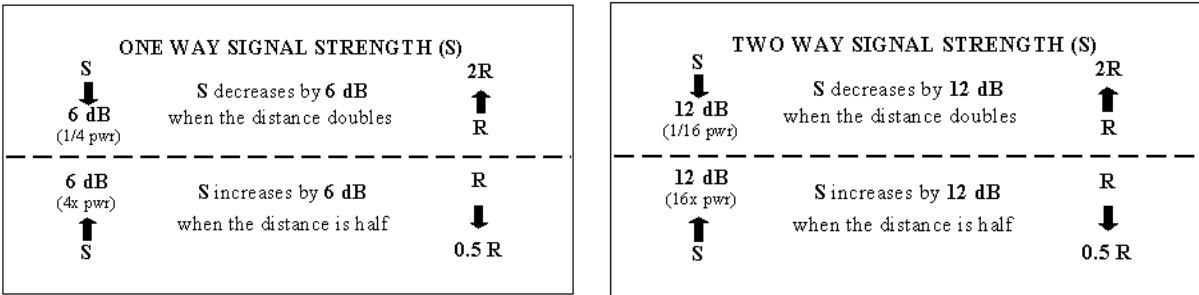 ONE WAY SIGNAL STRENGTH (S)
S
6 dB
(1/4 pwr)
S decreases by 6 dB
when the distance doubles
2R
R
6 dB
(4x pwr)
S
S increases by 6 dB
when the distance is half
R
0.5 R
TWO WAY SIGNAL STRENGTH (S)
S
12 dB
(1/16 pwr)
S decreases by 12 dB
when the distance doubles
2R
R
12 dB
(16x pwr)
S
S increases by 12 dB
when the distance is half
R
0.5 R